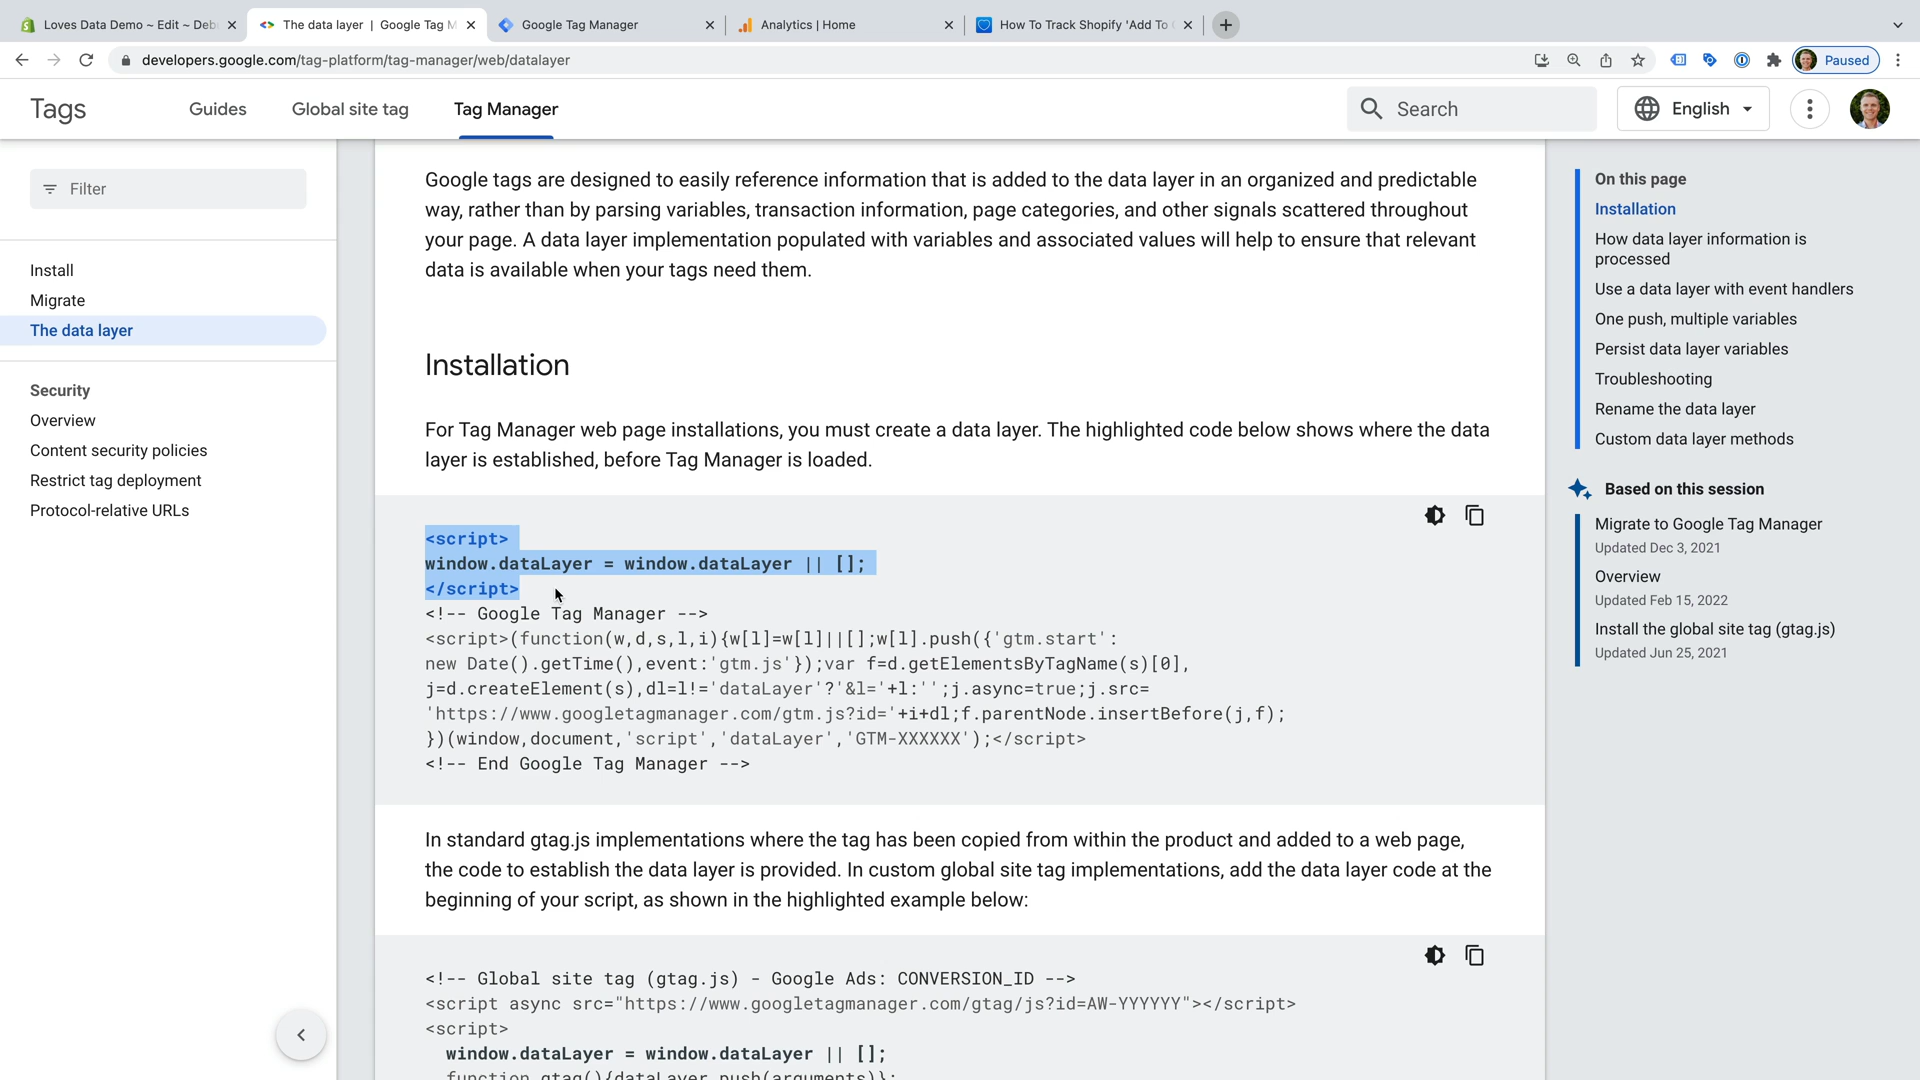 Loves Data Demo ~ Edit ~ Deb
The data layer | Google Tag M
Google Tag Manager
Analytics | Home
How To Track Shopify 'Add To C
developers.google.com/tag-platform/tag-manager/web/datalayer
Paused
Tags
Guides
Global site tag
Tag Manager
Search
English
Filter
Install
Migrate
The data layer
Security
Overview
Content security policies
Restrict tag deployment
Protocol-relative URLs
Google tags are designed to easily reference information that is added to the data layer in an organized and predictable
way, rather than by parsing variables, transaction information, page categories, and other signals scattered throughout
your page. A data layer implementation populated with variables and associated values will help to ensure that relevant
data is available when your tags need them.
Installation
For Tag Manager web page installations, you must create a data layer. The highlighted code below shows where the data
layer is established, before Tag Manager is loaded.
<script>
window.dataLayer = window.dataLayer || [];
</script>
<!-- Google Tag Manager -->
<script>(function(w,d,s,l,i){w[l]=w[l]||[];w[l].push({'gtm.start':
new Date().getTime(),event:'gtm.js'});var f=d.getElementsByTagName(s)[0],
j=d.createElement(s),dl=l!='dataLayer'?'&l='+l:'';j.async=true;j.src=
'https://www.googletagmanager.com/gtm.js?id='+i+dl;f.parentNode.insertBefore(j,f);
})(window,document,'script','dataLayer','GTM-XXXXXX');</script>
<!-- End Google Tag Manager -->
In standard gtag.js implementations where the tag has been copied from within the product and added to a web page,
the code to establish the data layer is provided. In custom global site tag implementations, add the data layer code at the
beginning of your script, as shown in the highlighted example below:
<!-- Global site tag (gtag.js) - Google Ads: CONVERSION_ID -->
<script async src="https://www.googletagmanager.com/gtag/js?id=AW-YYYYYY"></script>
<script>
window.dataLayer = window.dataLayer || [];
function gtag(){dataLayer.push(arguments)};
On this page
Installation
How data layer information is
processed
Use a data layer with event handlers
One push, multiple variables
Persist data layer variables
Troubleshooting
Rename the data layer
Custom data layer methods
Based on this session
Migrate to Google Tag Manager
Updated Dec 3, 2021
Overview
Updated Feb 15, 2022
Install the global site tag (gtag.js)
Updated Jun 25, 2021